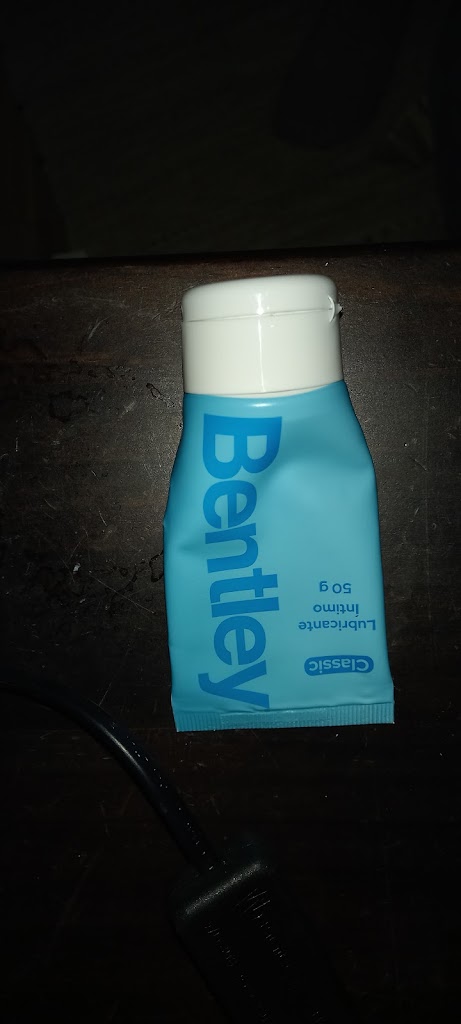 Bentley
Classic
Lubricante
Íntimo
50 g